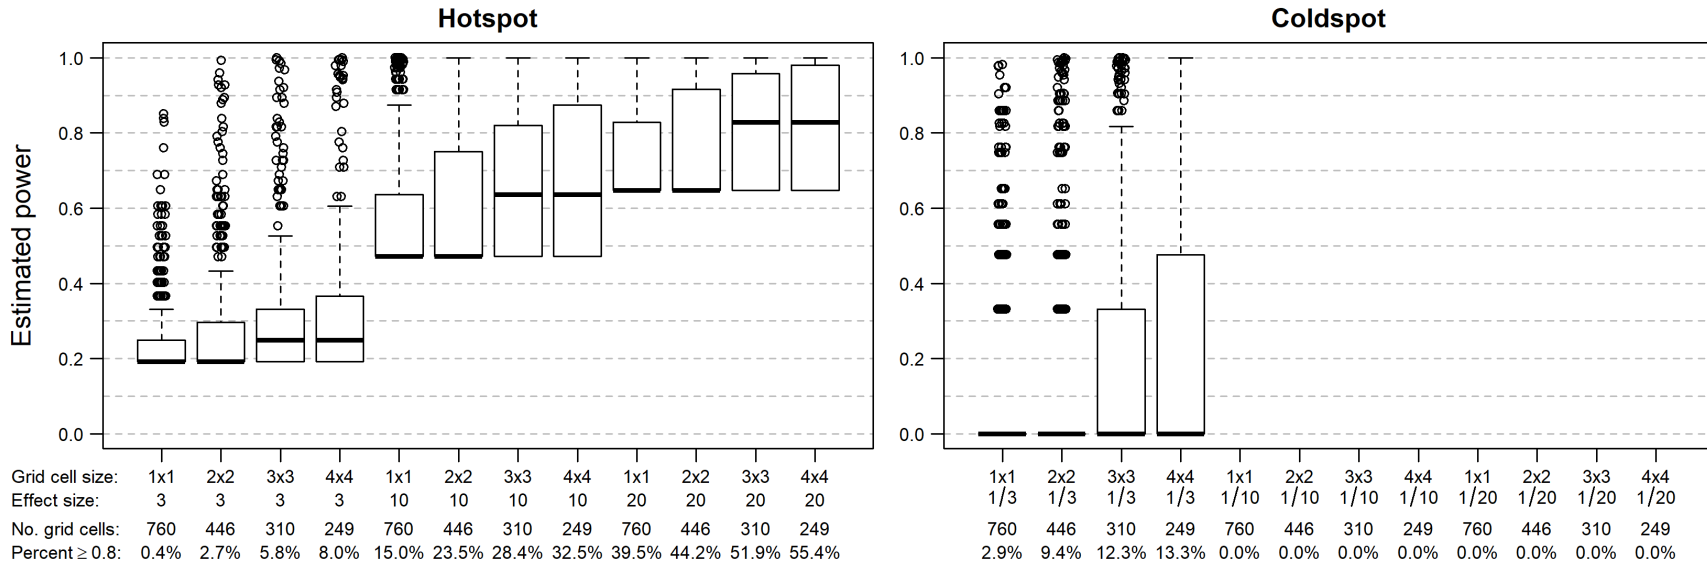 Hotspot Coldspot
1.0 1.0
0.8 0.8
0.6 0.6
0.4 0.4
0.2 0.2
0.0 0.0
Estimated power
Grid cell size: 1x1 2x2 3x3 4x4 1x1 2x2 3x3 4x4 1x1 2x2 3x3 4x4 1x1 2x2 3x3 4x4 1x1 2x2 3x3 4x4 1x1 2x2 3x3 4x4
Effect size: 3 3 3 3 10 10 10 10 20 20 20 20 1/3 1/3 1/3 1/3 1/10 1/10 1/10 1/10 1/20 1/20 1/20 1/20
No. grid cells: 760 446 310 249 760 446 310 249 760 446 310 249 760 446 310 249 760 446 310 249 760 446 310 249
Percent ≥ 0.8: 0.4% 2.7% 5.8% 8.0% 15.0% 23.5% 28.4% 32.5% 39.5% 44.2% 51.9% 55.4% 2.9% 9.4% 12.3% 13.3% 0.0% 0.0% 0.0% 0.0% 0.0% 0.0% 0.0% 0.0%